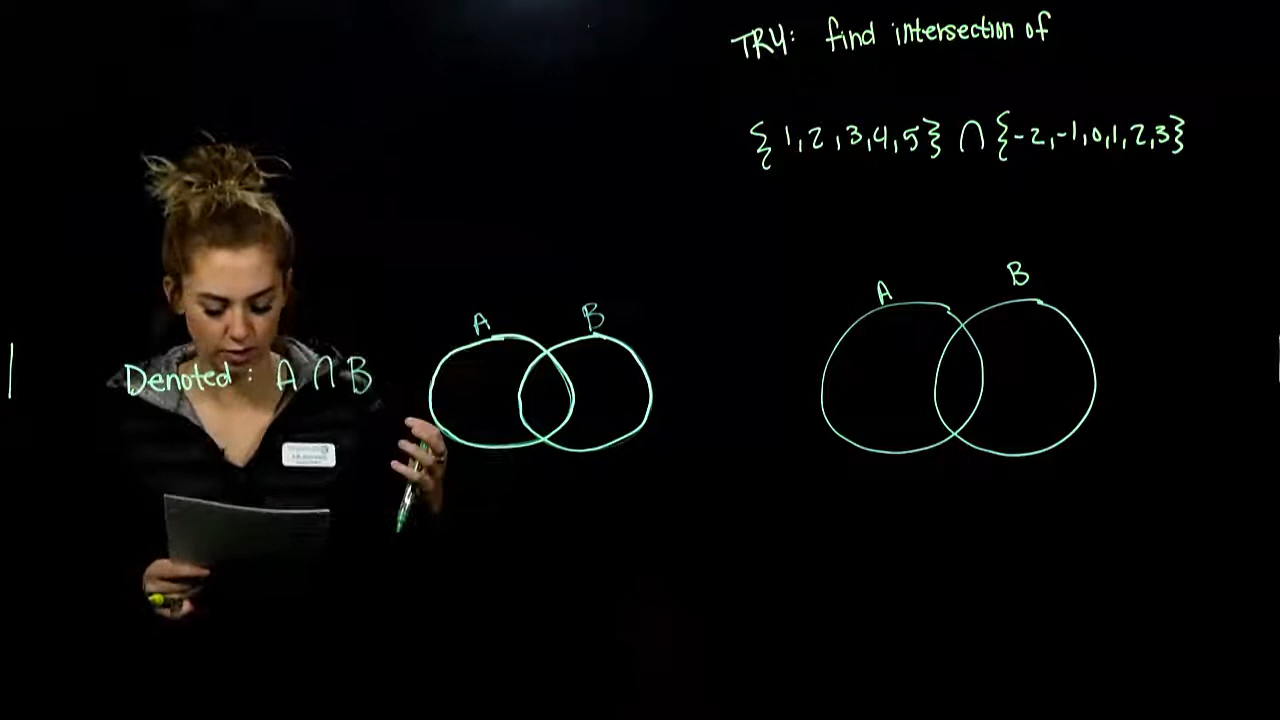 TRY: find intersection of
{1,2,3,4,5} ∩ {-2,-1,0,1,2,3}
A B
Denoted: A ∩ B
A B